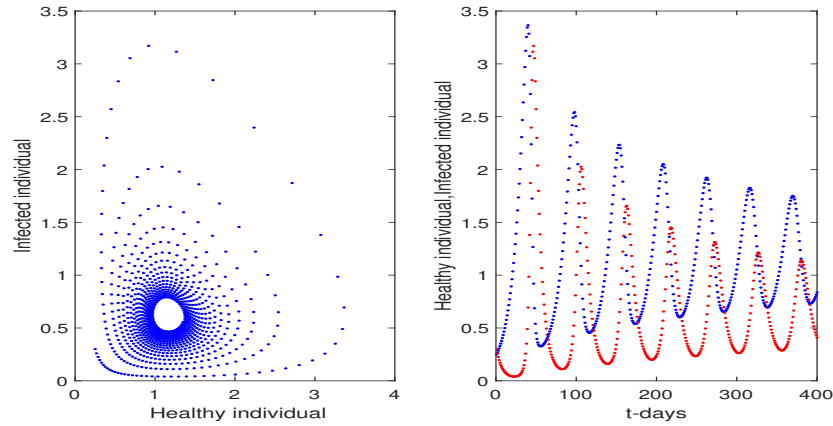 3.5
3
2.5
2
1.5
1
0.5
0
0 1 2 3 4
Infected individual
Healthy individual
3.5
3
2.5
2
1.5
1
0.5
0
0 100 200 300 400
Healthy individual,Infected individual
t-days